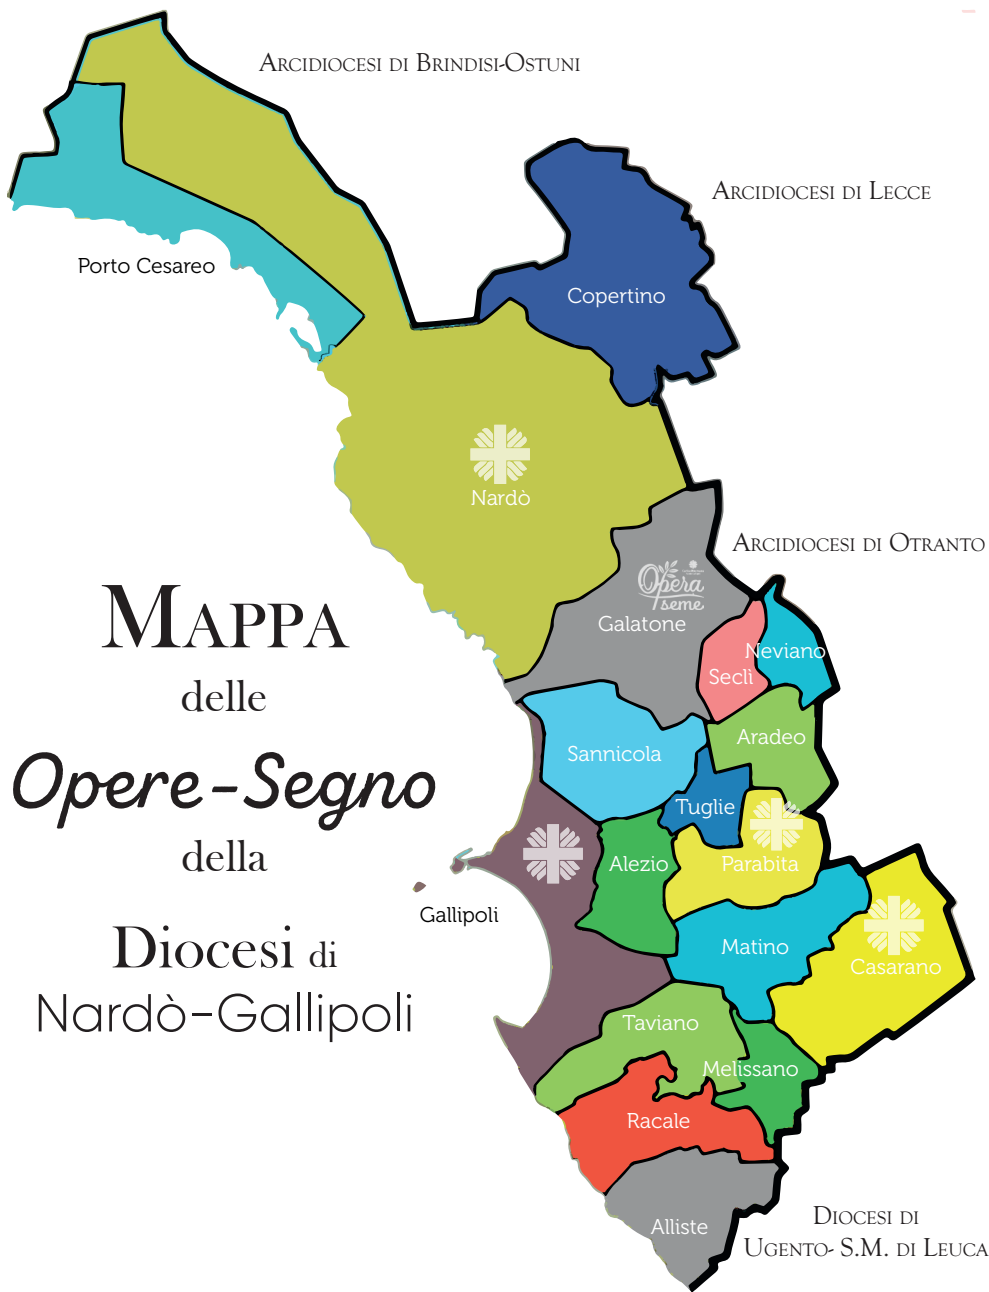 Arcidiocesi di Brindisi-Ostuni
Arcidiocesi di Lecce
Porto Cesareo
Copertino
Nardò
Arcidiocesi di Otranto
Opera
seme
Galatone
Neviano
Seclì
Mappa
delle
Opere-Segno
della
Diocesi di
Nardò-Gallipoli
Aradeo
Sannicola
Tuglie
Alezio
Parabita
Gallipoli
Matino
Casarano
Taviano
Melissano
Racale
Alliste
Diocesi di
Ugento- S.M. di Leuca